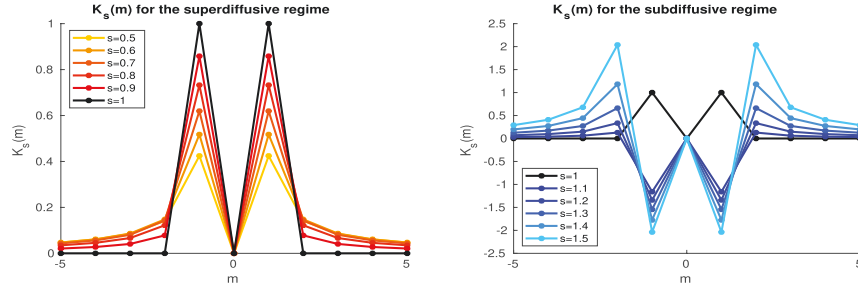 K_s(m) for the superdiffusive regime
1
0.8
0.6
0.4
0.2
0
K_s(m)
s=0.5
s=0.6
s=0.7
s=0.8
s=0.9
s=1
-5
0
5
m
K_s(m) for the subdiffusive regime
2.5
2
1.5
1
0.5
0
-0.5
-1
-1.5
-2
-2.5
K_s(m)
s=1
s=1.1
s=1.2
s=1.3
s=1.4
s=1.5
-5
0
5
m